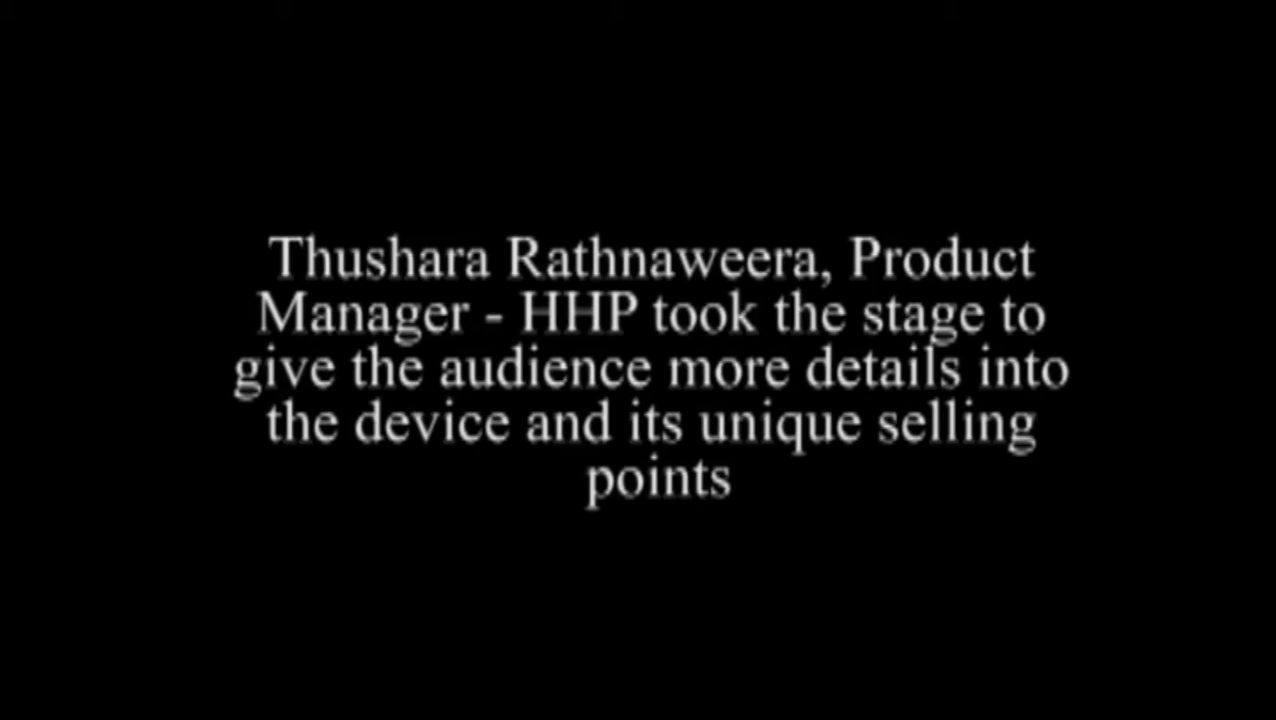 Thushara Rathnaweera, Product
Manager - HHP took the stage to
give the audience more details into
the device and its unique selling
points